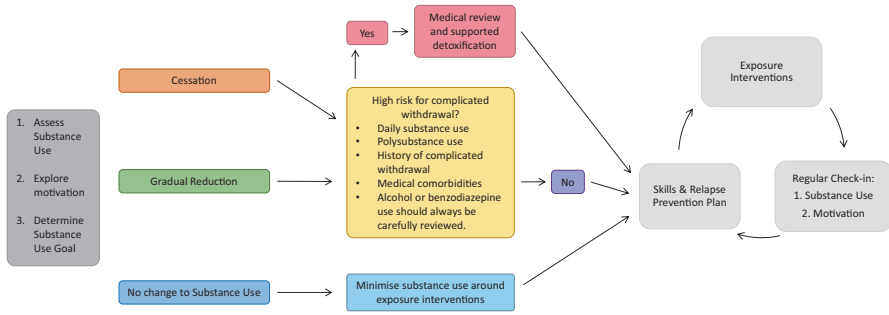 1. Assess
Substance
Use
2. Explore
motivation
3. Determine
Substance
Use Goal
Cessation
Gradual Reduction
No change to Substance Use
Yes
Medical review
and supported
detoxification
High risk for complicated
withdrawal?
• Daily substance use
• Polysubstance use
• History of complicated
withdrawal
• Medical comorbidities
• Alcohol or benzodiazepine
use should always be
carefully reviewed.
No
Minimise substance use around
exposure interventions
Skills & Relapse
Prevention Plan
Exposure
Interventions
Regular Check-in:
1. Substance Use
2. Motivation